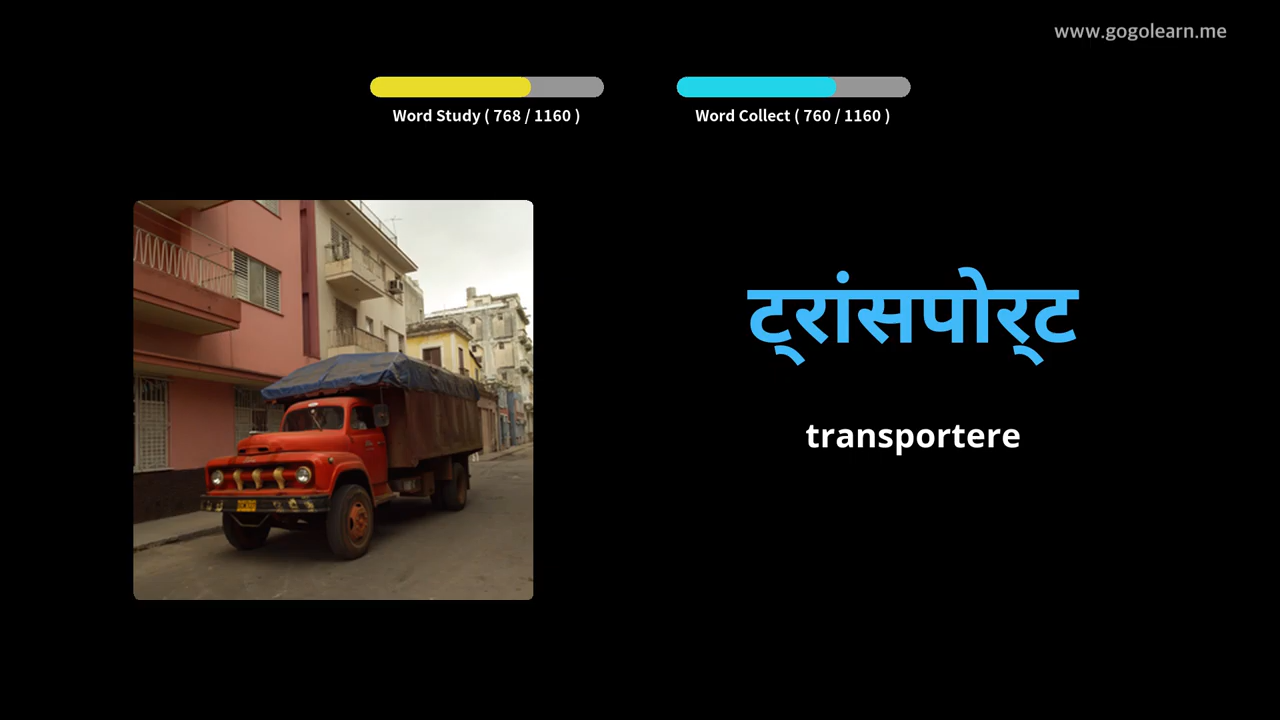 www.gogolearn.me
Word Study ( 768 / 1160 )
Word Collect ( 760 / 1160 )
ट्रांसपोर्ट
transportere